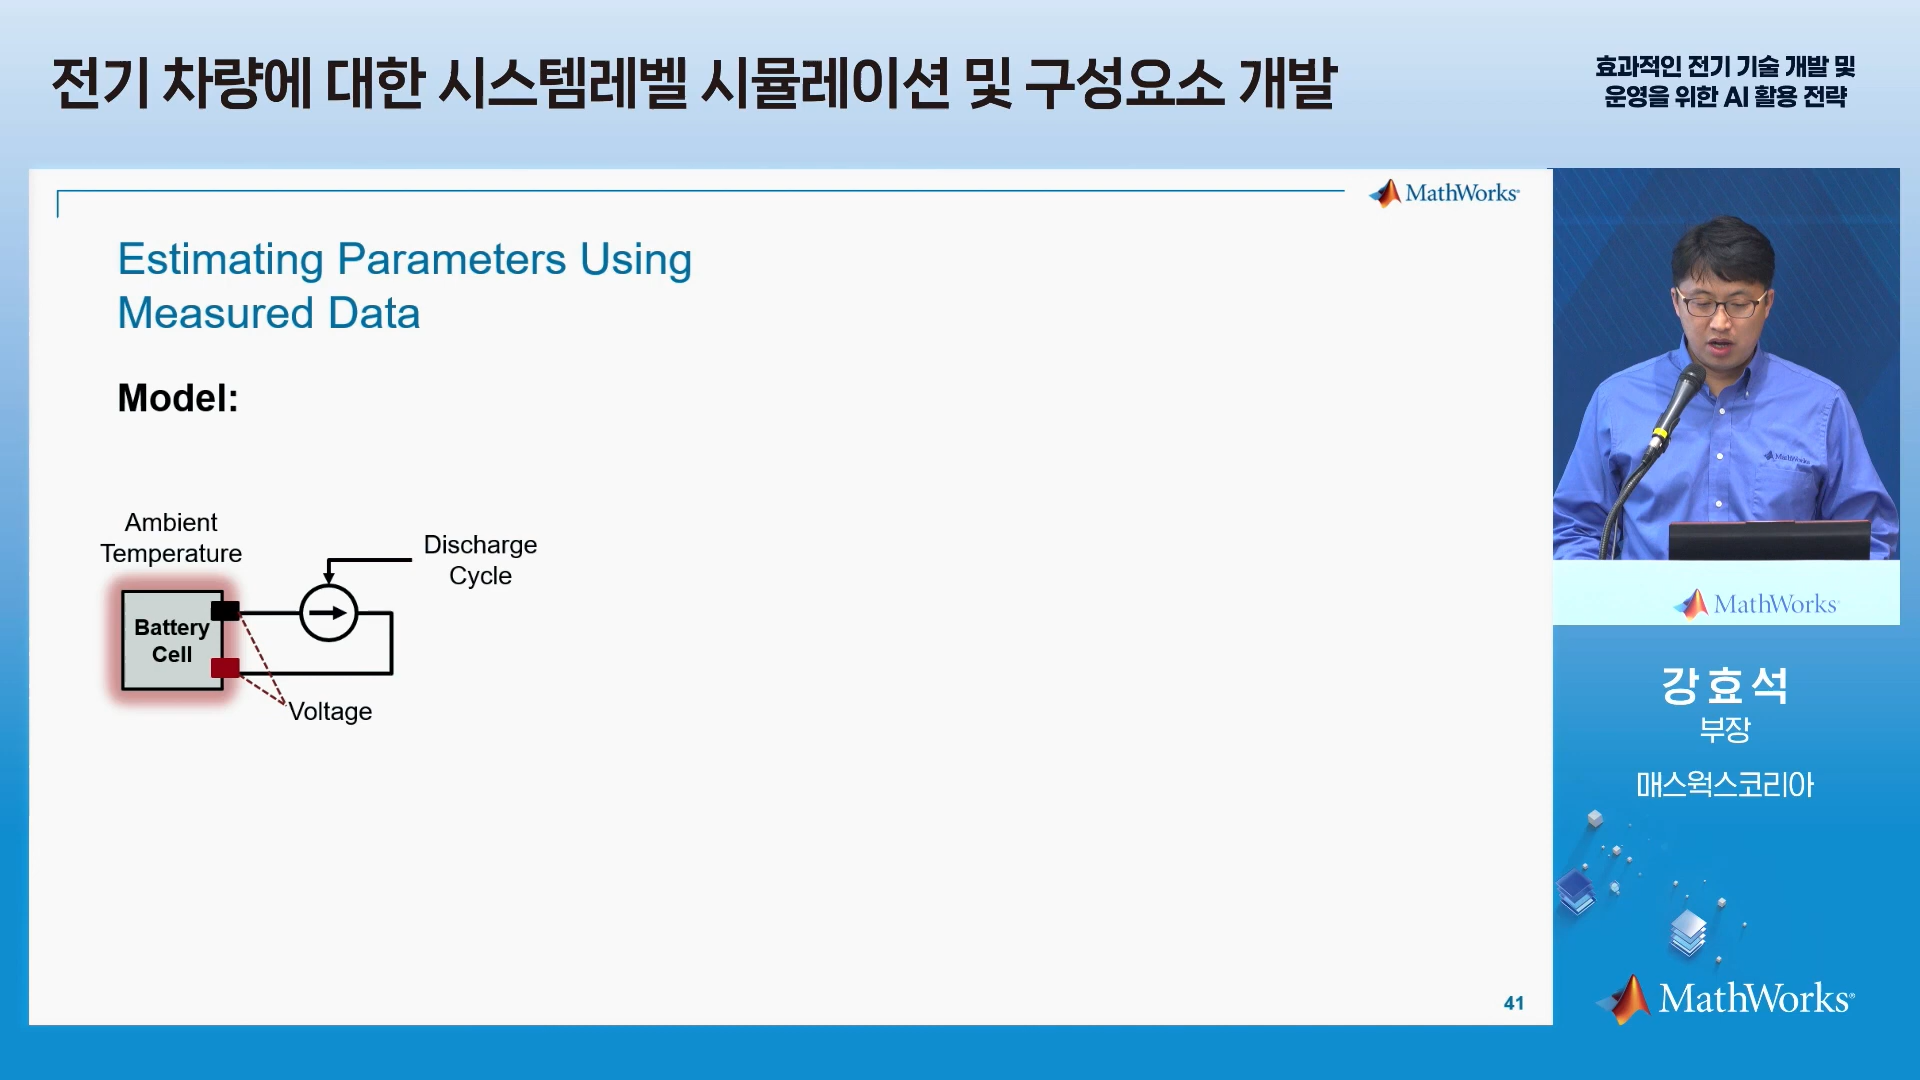 전기 차량에 대한 시스템레벨 시뮬레이션 및 구성요소 개발
효과적인 전기 기술 개발 및
운영을 위한 AI 활용 전략
MathWorks
Estimating Parameters Using
Measured Data
Model:
Ambient
Temperature
Discharge
Cycle
Battery
Cell
Voltage
41
MathWorks
MathWorks
강효석
부장
매스웍스코리아
MathWorks